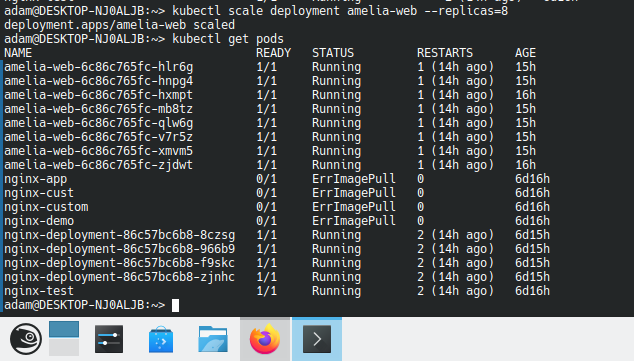 adam@DESKTOP-NJ0ALJB:~> kubectl scale deployment amelia-web --replicas=8
deployment.apps/amelia-web scaled
adam@DESKTOP-NJ0ALJB:~> kubectl get pods
NAME READY STATUS RESTARTS AGE
amelia-web-6c86c765fc-hlr6g 1/1 Running 1 (14h ago) 15h
amelia-web-6c86c765fc-hnpg4 1/1 Running 1 (14h ago) 15h
amelia-web-6c86c765fc-hxmpt 1/1 Running 1 (14h ago) 16h
amelia-web-6c86c765fc-mb8tz 1/1 Running 1 (14h ago) 15h
amelia-web-6c86c765fc-qlw6g 1/1 Running 1 (14h ago) 15h
amelia-web-6c86c765fc-v7r5z 1/1 Running 1 (14h ago) 15h
amelia-web-6c86c765fc-xmvm5 1/1 Running 1 (14h ago) 15h
amelia-web-6c86c765fc-zjdwt 1/1 Running 1 (14h ago) 16h
nginx-app 0/1 ErrImagePull 0 6d16h
nginx-cust 0/1 ErrImagePull 0 6d16h
nginx-custom 0/1 ErrImagePull 0 6d16h
nginx-demo 0/1 ErrImagePull 0 6d16h
nginx-deployment-86c57bc6b8-8czsg 1/1 Running 2 (14h ago) 6d15h
nginx-deployment-86c57bc6b8-966b9 1/1 Running 2 (14h ago) 6d15h
nginx-deployment-86c57bc6b8-f9skc 1/1 Running 2 (14h ago) 6d15h
nginx-deployment-86c57bc6b8-zjnhc 1/1 Running 2 (14h ago) 6d15h
nginx-test 1/1 Running 2 (14h ago) 6d16h
adam@DESKTOP-NJ0ALJB:~>